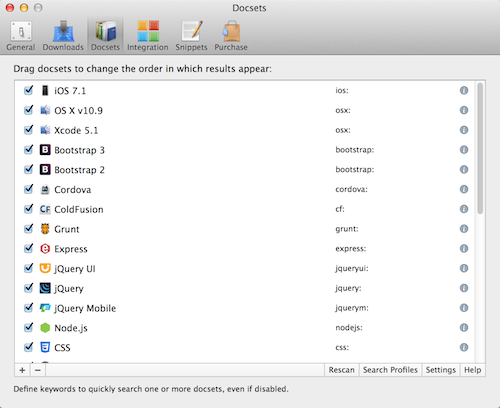 Docsets
General Downloads Docsets Integration Snippets Purchase
Drag docsets to change the order in which results appear:
iOS 7.1 ios:
OS X v10.9 osx:
Xcode 5.1 osx:
Bootstrap 3 bootstrap:
Bootstrap 2 bootstrap:
Cordova cordova:
CF ColdFusion cf:
Grunt grunt:
Express express:
jQuery UI jqueryui:
jQuery jquery:
jQuery Mobile jquerym:
Node.js nodejs:
CSS css:
+ − Rescan Search Profiles Settings Help
Define keywords to quickly search one or more docsets, even if disabled.